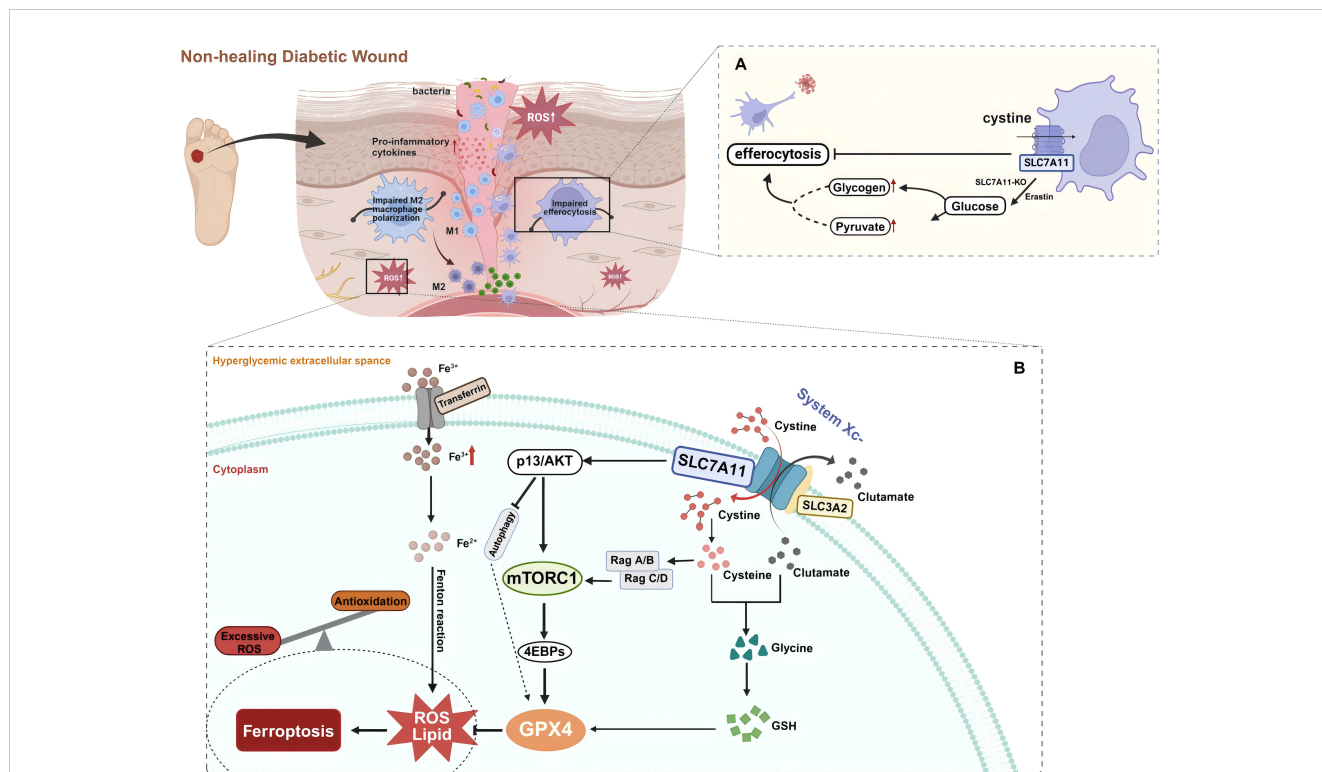 Non-healing Diabetic Wound
bacteria
ROS↑
Pro-infammatory
cytokines
Impaired M2
macrophage
polarization
Impaired
efferocytosis
M1
ROS↑
M2
ROS↑
A
cystine
efferocytosis
SLC7A11
SLC7A11-KO
Erastin
Glycogen
Glucose
Pyruvate
Hyperglycemic extracellular spance
B
Fe³⁺
Transferrin
System Xc-
Cystine
Cytoplasm
Fe³⁺
p13/AKT
SLC7A11
Clutamate
SLC3A2
Cystine
Autophagy
Fe²⁺
Rag A/B
Rag C/D
mTORC1
Cysteine
Clutamate
Fenton reaction
Antioxidation
Excessive
ROS
4EBPs
Glycine
Ferroptosis
ROS
Lipid
GPX4
GSH